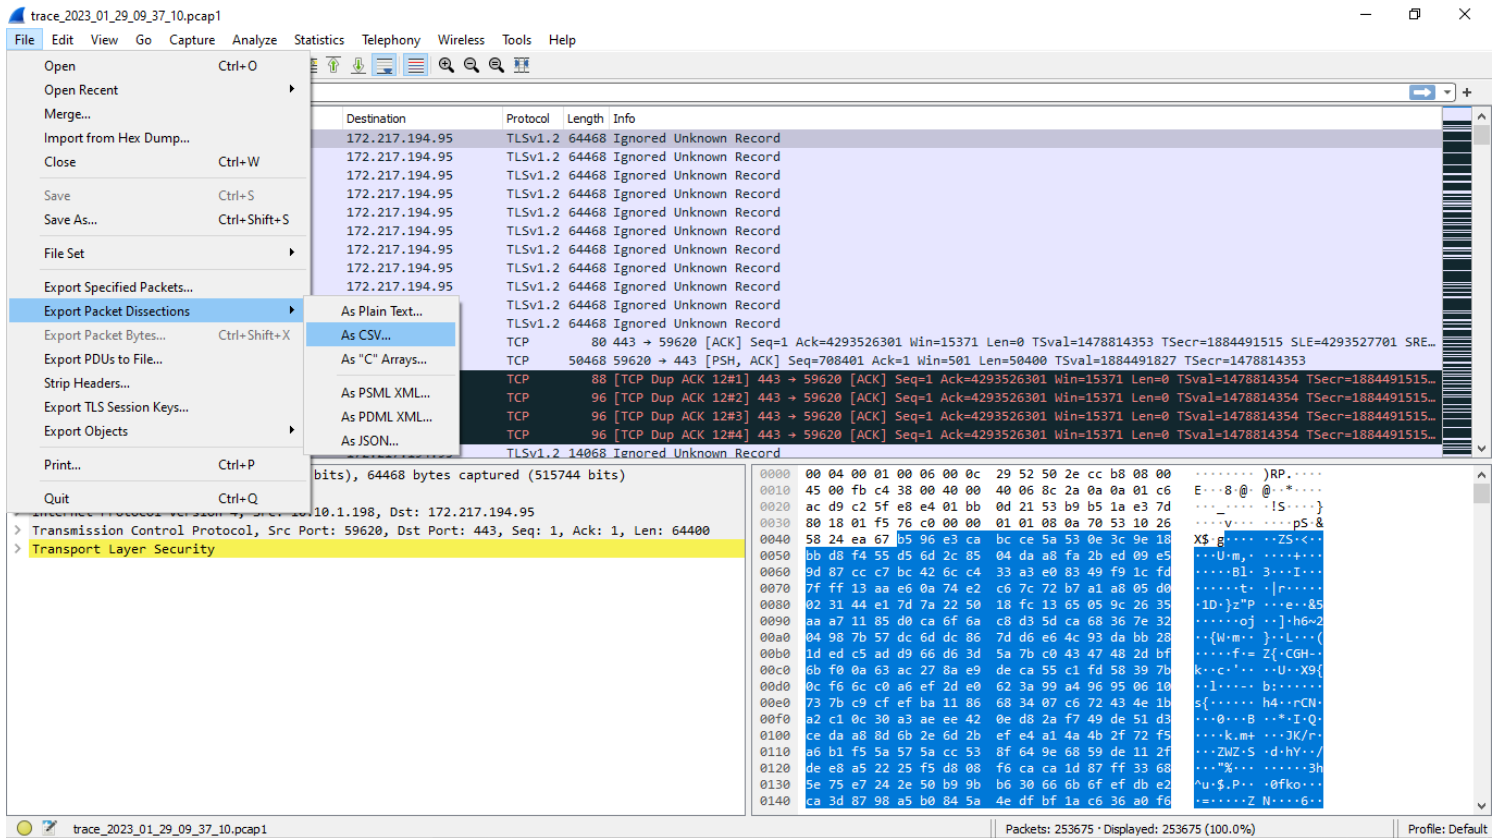 trace_2023_01_29_09_37_10.pcap1
File Edit View Go Capture Analyze Statistics Telephony Wireless Tools Help
Open Ctrl+O
Open Recent
Merge...
Import from Hex Dump...
Close Ctrl+W
Save Ctrl+S
Save As... Ctrl+Shift+S
File Set
Export Specified Packets...
Export Packet Dissections
Export Packet Bytes... Ctrl+Shift+X
Export PDUs to File...
Strip Headers...
Export TLS Session Keys...
Export Objects
Print... Ctrl+P
Quit Ctrl+Q
As Plain Text...
As CSV...
As "C" Arrays...
As PSML XML...
As PDML XML...
As JSON...
Destination Protocol Length Info
172.217.194.95 TLSv1.2 64468 Ignored Unknown Record
172.217.194.95 TLSv1.2 64468 Ignored Unknown Record
172.217.194.95 TLSv1.2 64468 Ignored Unknown Record
172.217.194.95 TLSv1.2 64468 Ignored Unknown Record
172.217.194.95 TLSv1.2 64468 Ignored Unknown Record
172.217.194.95 TLSv1.2 64468 Ignored Unknown Record
172.217.194.95 TLSv1.2 64468 Ignored Unknown Record
172.217.194.95 TLSv1.2 64468 Ignored Unknown Record
172.217.194.95 TLSv1.2 64468 Ignored Unknown Record
TLSv1.2 64468 Ignored Unknown Record
TLSv1.2 64468 Ignored Unknown Record
TCP 80 443 → 59620 [ACK] Seq=1 Ack=4293526301 Win=15371 Len=0 TSval=1478814353 TSecr=1884491515 SLE=4293527701 SRE…
TCP 50468 59620 → 443 [PSH, ACK] Seq=708401 Ack=1 Win=501 Len=50400 TSval=1884491827 TSecr=1478814353
TCP 88 [TCP Dup ACK 12#1] 443 → 59620 [ACK] Seq=1 Ack=4293526301 Win=15371 Len=0 TSval=1478814354 TSecr=1884491515…
TCP 96 [TCP Dup ACK 12#2] 443 → 59620 [ACK] Seq=1 Ack=4293526301 Win=15371 Len=0 TSval=1478814354 TSecr=1884491515…
TCP 96 [TCP Dup ACK 12#3] 443 → 59620 [ACK] Seq=1 Ack=4293526301 Win=15371 Len=0 TSval=1478814354 TSecr=1884491515…
TCP 96 [TCP Dup ACK 12#4] 443 → 59620 [ACK] Seq=1 Ack=4293526301 Win=15371 Len=0 TSval=1478814354 TSecr=1884491515…
TLSv1.2 14068 Ignored Unknown Record
bits), 64468 bytes captured (515744 bits)
Internet Protocol Version 4, Src: 10.10.1.198, Dst: 172.217.194.95
Transmission Control Protocol, Src Port: 59620, Dst Port: 443, Seq: 1, Ack: 1, Len: 64400
Transport Layer Security
0000 00 04 00 01 00 06 00 0c 29 52 50 2e cc b8 08 00 ········ )RP.····
0010 45 00 fb c4 38 00 40 00 40 06 8c 2a 0a 0a 01 c6 E···8·@· @··*····
0020 ac d9 c2 5f e8 e4 01 bb 0d 21 53 b9 b5 1a e3 7d ···_···· ·!S····}
0030 80 18 01 f5 76 c0 00 00 01 01 08 0a 70 53 10 26 ····v··· ····pS·&
0040 58 24 ea 67 b5 96 e3 ca bc ce 5a 53 0e 3c 9e 18 X$·g···· ··ZS·<··
0050 bb d8 f4 55 d5 6d 2c 85 04 da a8 fa 2b ed 09 e5 ···U·m,· ····+···
0060 9d 87 cc c7 bc 42 6c c4 33 a3 e0 83 49 f9 1c fd ·····Bl· 3···I···
0070 7f ff 13 aa e6 0a 74 e2 c6 7c 72 b7 a1 a8 05 d0 ······t· ·|r·····
0080 02 31 44 e1 7d 7a 22 50 18 fc 13 65 05 9c 26 35 ·1D·}z"P ···e··&5
0090 aa a7 11 85 d0 ca 6f 6a c8 d3 5d ca 68 36 7e 32 ······oj ··]·h6~2
00a0 04 98 7b 57 dc 6d dc 86 7d d6 e6 4c 93 da bb 28 ··{W·m·· }··L···(
00b0 1d ed c5 ad d9 66 d6 3d 5a 7b c0 43 47 48 2d bf ·····f·= Z{·CGH-·
00c0 6b f0 0a 63 ac 27 8a e9 de ca 55 c1 fd 58 39 7b k··c·'·· ··U··X9{
00d0 0c f6 6c c0 a6 ef 2d e0 62 3a 99 a4 96 95 06 10 ··l···-· b:······
00e0 73 7b c9 cf ef ba 11 86 68 34 07 c6 72 43 4e 1b s{······ h4··rCN·
00f0 a2 c1 0c 30 a3 ae ee 42 0e d8 2a f7 49 de 51 d3 ···0···B ··*·I·Q·
0100 ce da a8 8d 6b 2e 6d 2b ef e4 a1 4a 4b 2f 72 f5 ····k.m+ ···JK/r·
0110 a6 b1 f5 5a 57 5a cc 53 8f 64 9e 68 59 de 11 2f ···ZWZ·S ·d·hY··/
0120 de e8 a5 22 25 f5 d8 08 f6 ca ca 1d 87 ff 33 68 ···"%··· ······3h
0130 5e 75 e7 24 2e 50 b9 9b b6 30 66 6b 6f ef db e2 ^u·$.P·· ·0fko···
0140 ca 3d 87 98 a5 b0 84 5a 4e df bf 1a c6 36 a0 f6 ·=·····Z N····6··
trace_2023_01_29_09_37_10.pcap1 Packets: 253675 · Displayed: 253675 (100.0%) Profile: Default